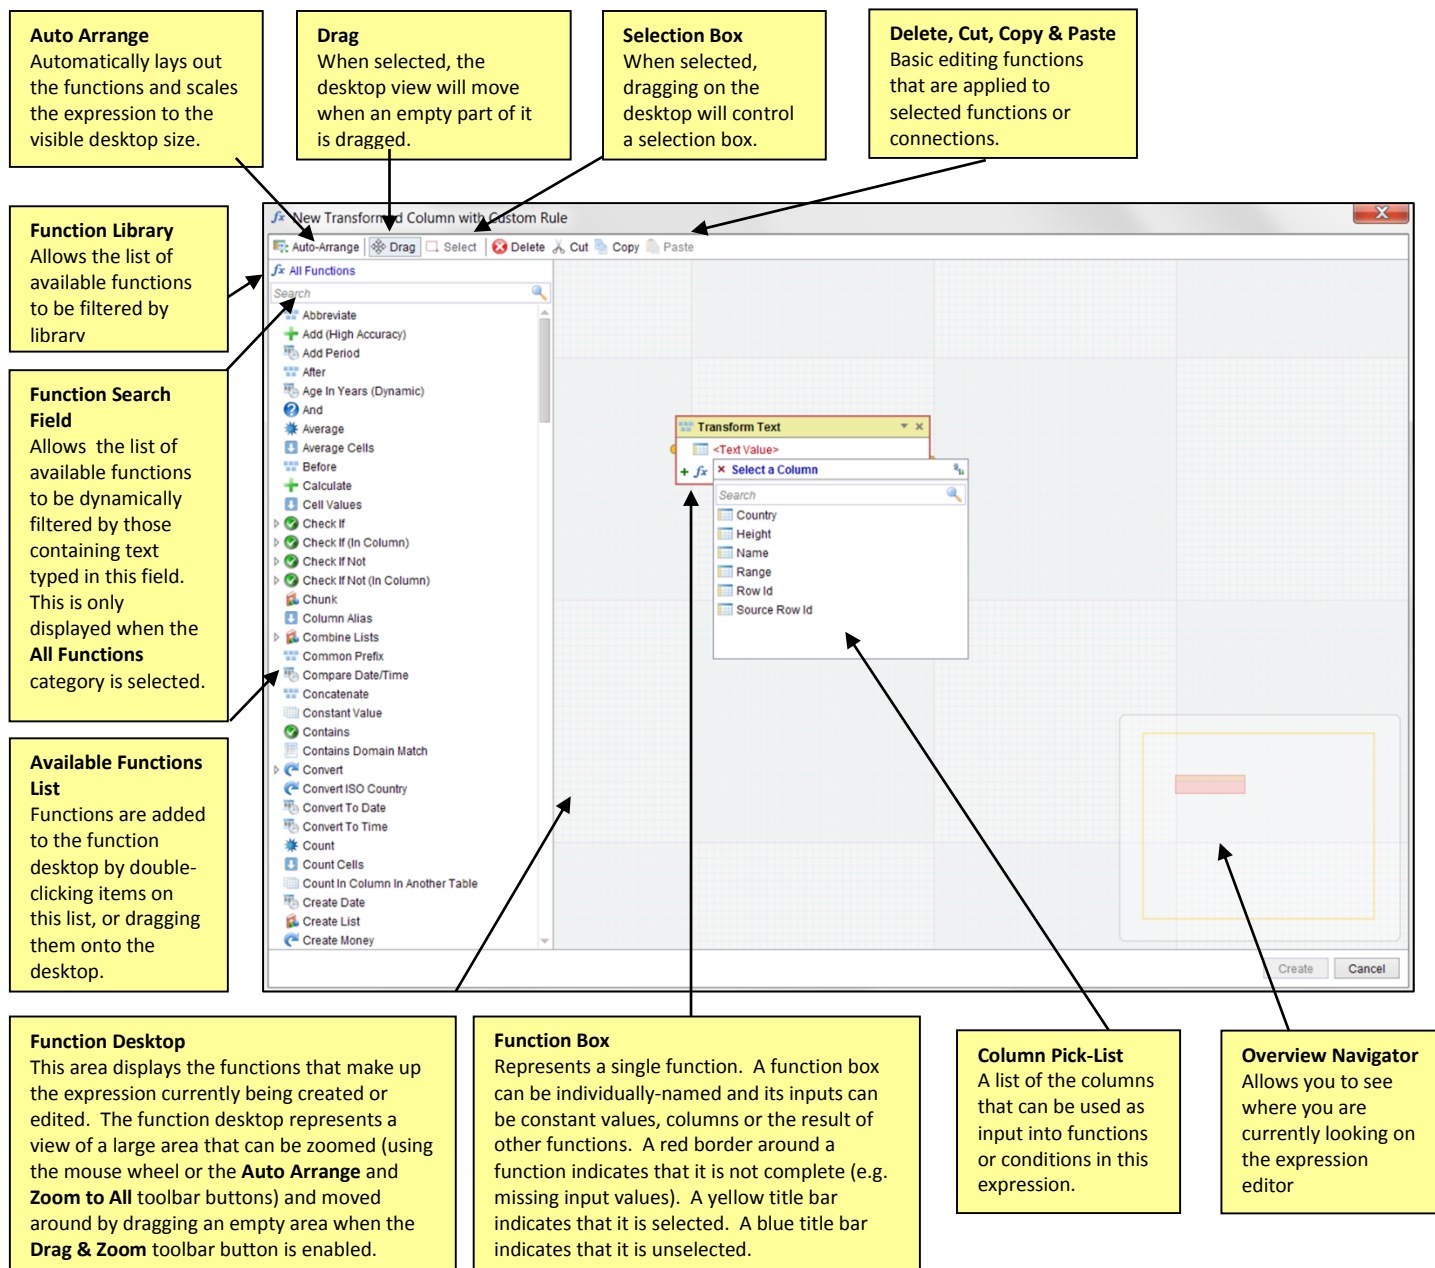 Auto Arrange
Automatically lays out
the functions and scales
the expression to the
visible desktop size.
Drag
When selected, the
desktop view will move
when an empty part of it
is dragged.
Selection Box
When selected,
dragging on the
desktop will control
a selection box.
Delete, Cut, Copy & Paste
Basic editing functions
that are applied to
selected functions or
connections.
Function Library
Allows the list of
available functions
to be filtered by
library
Function Search
Field
Allows the list of
available functions
to be dynamically
filtered by those
containing text
typed in this field.
This is only
displayed when the
All Functions
category is selected.
Available Functions
List
Functions are added
to the function
desktop by double-
clicking items on
this list, or dragging
them onto the
desktop.
fx New Transformed Column with Custom Rule
X
Auto-Arrange Drag Select Delete Cut Copy Paste
fx All Functions
Search
Abbreviate
Add (High Accuracy)
Add Period
After
Age In Years (Dynamic)
And
Average
Average Cells
Before
Calculate
Cell Values
Check If
Check If (In Column)
Check If Not
Check If Not (In Column)
Chunk
Column Alias
Combine Lists
Common Prefix
Compare Date/Time
Concatenate
Constant Value
Contains
Contains Domain Match
Convert
Convert ISO Country
Convert To Date
Convert To Time
Count
Count Cells
Count In Column In Another Table
Create Date
Create List
Create Money
Transform Text
<Text Value>
fx
Select a Column
Search
Country
Height
Name
Range
Row Id
Source Row Id
Create Cancel
Function Desktop
This area displays the functions that make up
the expression currently being created or
edited. The function desktop represents a
view of a large area that can be zoomed (using
the mouse wheel or the Auto Arrange and
Zoom to All toolbar buttons) and moved
around by dragging an empty area when the
Drag & Zoom toolbar button is enabled.
Function Box
Represents a single function. A function box
can be individually-named and its inputs can
be constant values, columns or the result of
other functions. A red border around a
function indicates that it is not complete (e.g.
missing input values). A yellow title bar
indicates that it is selected. A blue title bar
indicates that it is unselected.
Column Pick-List
A list of the columns
that can be used as
input into functions
or conditions in this
expression.
Overview Navigator
Allows you to see
where you are
currently looking on
the expression
editor